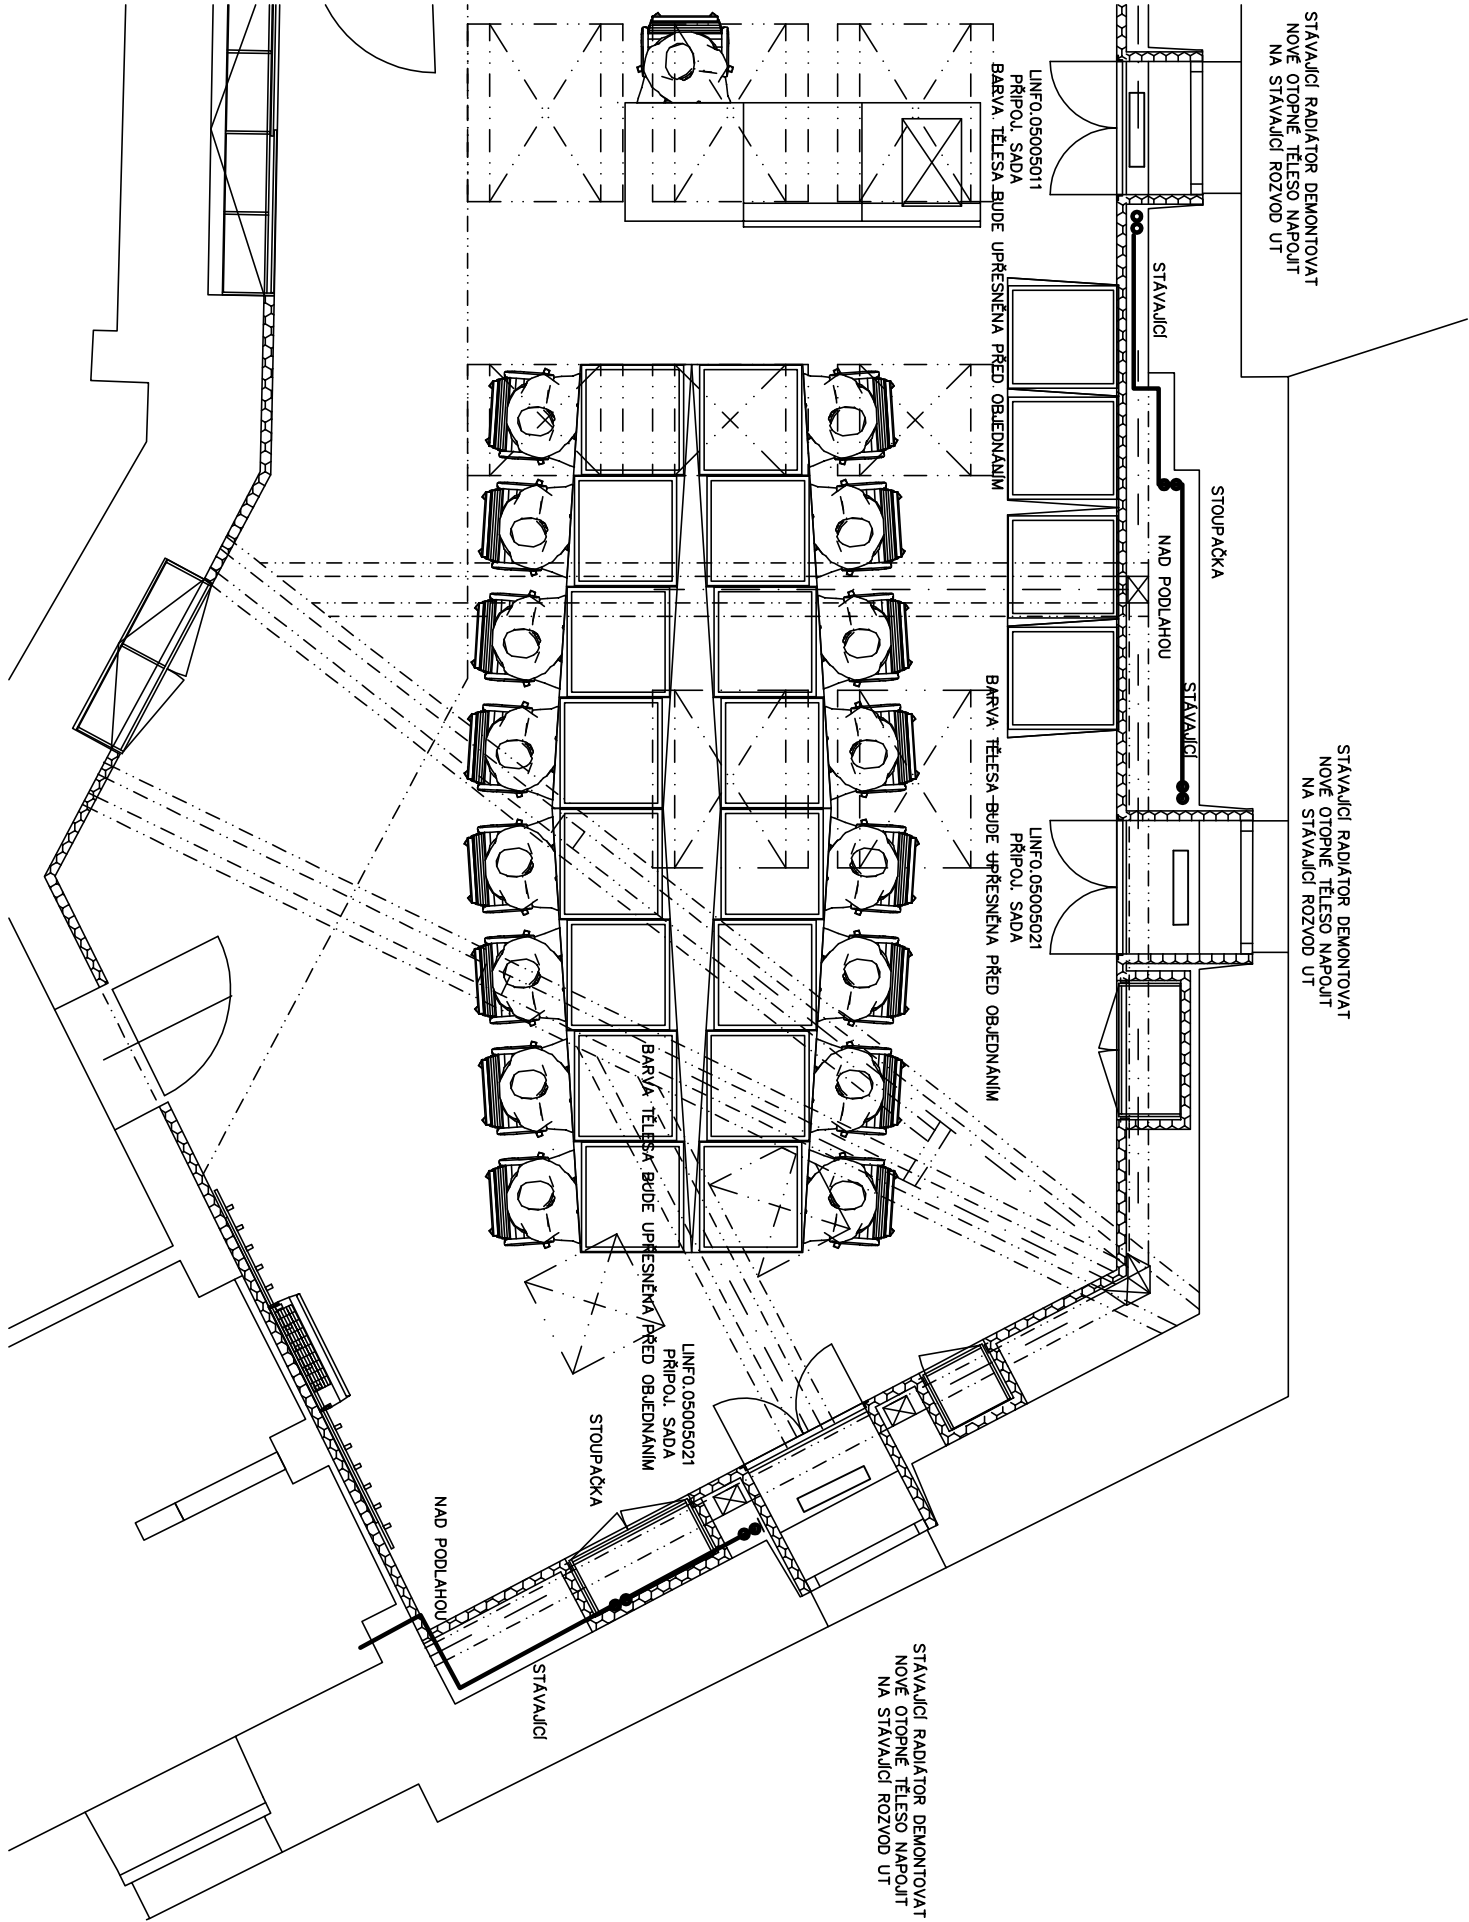 STÁVAJÍCÍ RADIÁTOR DEMONTOVAT
NOVÉ OTOPNÉ TĚLESO NAPOJIT
NA STÁVAJÍCÍ ROZVOD UT
LINFO.05005011
PŘIPOJ. SADA
BARVA TĚLESA BUDE UPŘESNĚNA PŘED OBJEDNÁNÍM
STÁVAJÍCÍ
STOUPAČKA
NAD PODLAHOU
STÁVAJÍCÍ
STÁVAJÍCÍ RADIÁTOR DEMONTOVAT
NOVÉ OTOPNÉ TĚLESO NAPOJIT
NA STÁVAJÍCÍ ROZVOD UT
LINFO.05005021
PŘIPOJ. SADA
BARVA TĚLESA BUDE UPŘESNĚNA PŘED OBJEDNÁNÍM
LINFO.05005021
PŘIPOJ. SADA
BARVA TĚLESA BUDE UPŘESNĚNA PŘED OBJEDNÁNÍM
STOUPAČKA
NAD PODLAHOU
STÁVAJÍCÍ
STÁVAJÍCÍ RADIÁTOR DEMONTOVAT
NOVÉ OTOPNÉ TĚLESO NAPOJIT
NA STÁVAJÍCÍ ROZVOD UT